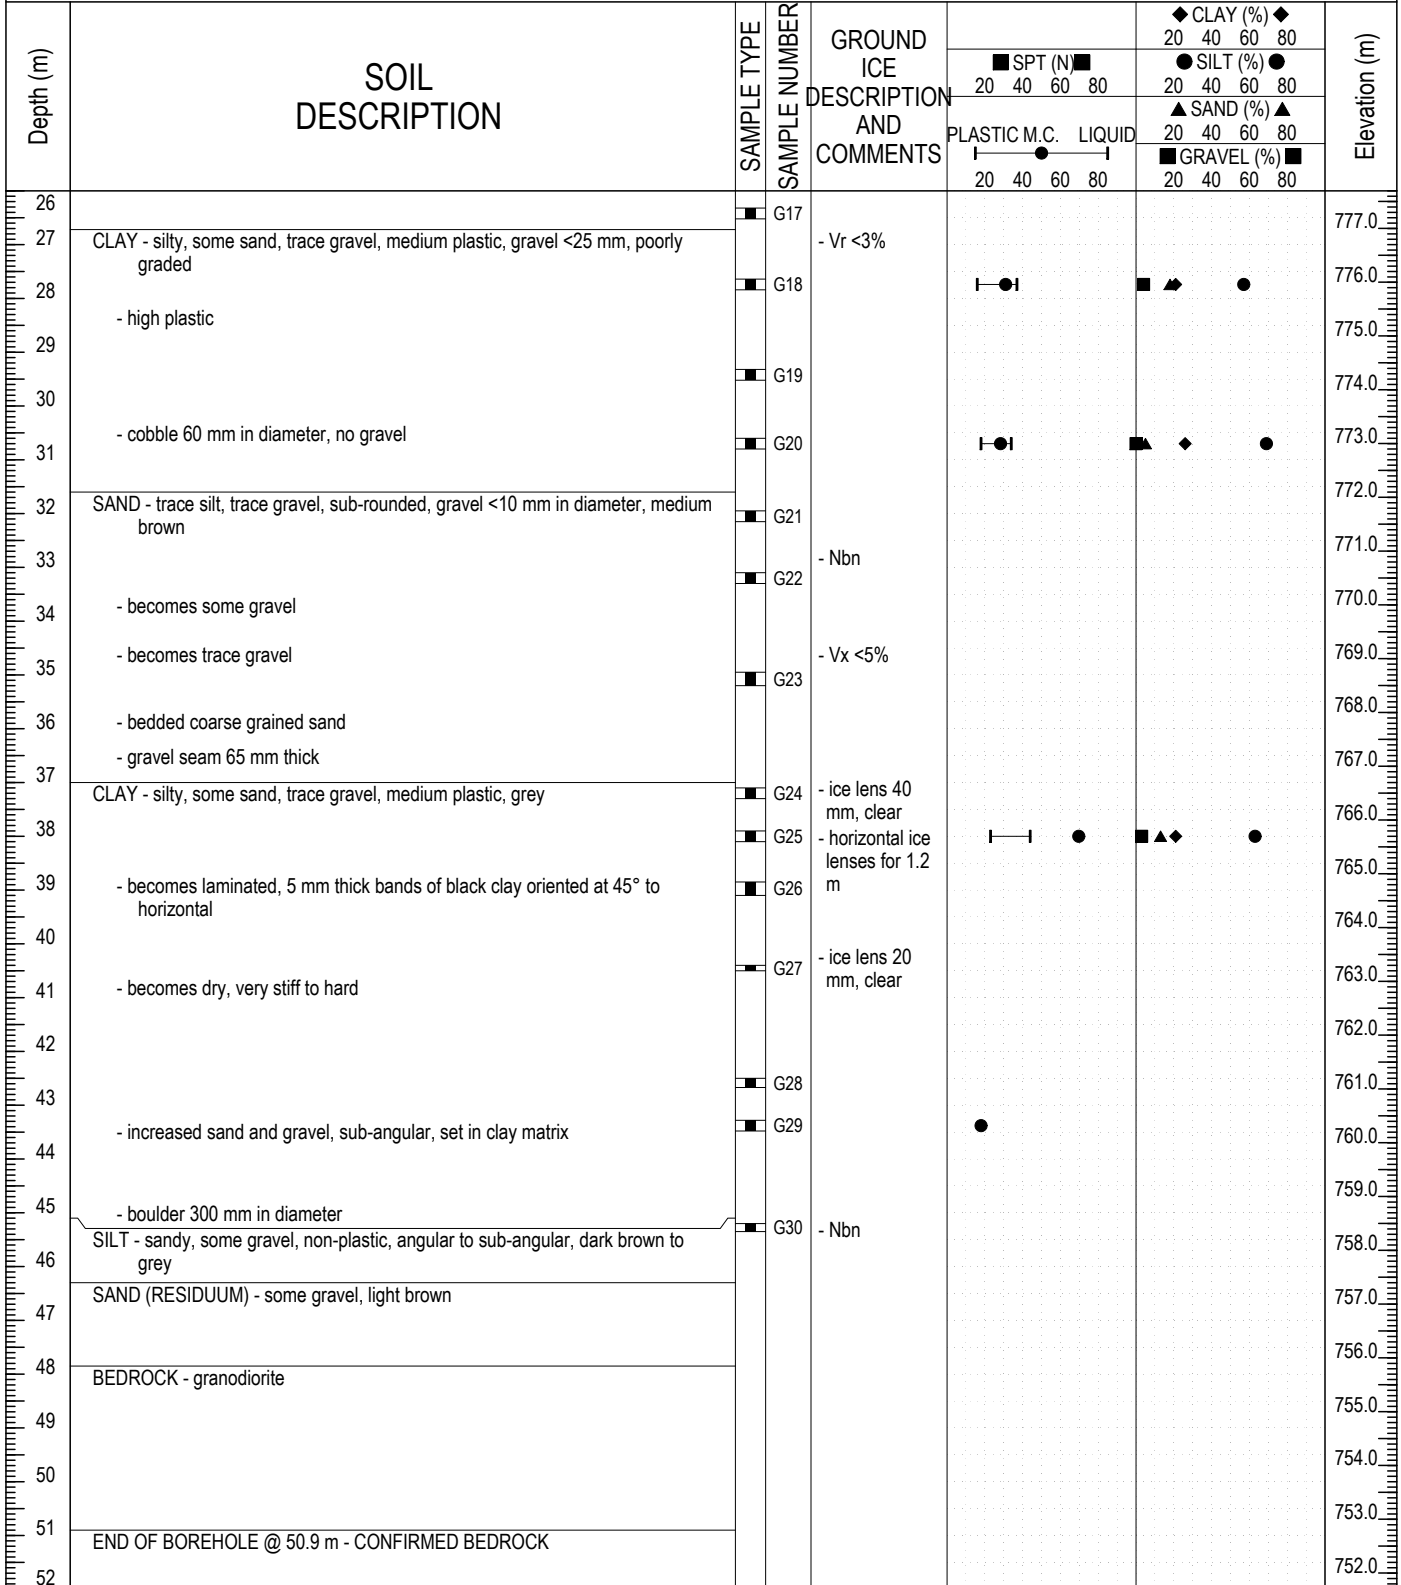 Depth (m)
SOIL
DESCRIPTION
SAMPLE TYPE
SAMPLE NUMBER
GROUND
ICE
DESCRIPTION
AND
COMMENTS
SPT (N)
20 40 60 80
PLASTIC M.C. LIQUID
20 40 60 80
CLAY (%)
20 40 60 80
SILT (%)
20 40 60 80
SAND (%)
20 40 60 80
GRAVEL (%)
20 40 60 80
Elevation (m)
26
G17
777.0
27
CLAY - silty, some sand, trace gravel, medium plastic, gravel <25 mm, poorly
graded
- Vr <3%
G18
776.0
28
- high plastic
775.0
29
G19
774.0
30
- cobble 60 mm in diameter, no gravel
G20
773.0
31
772.0
32
SAND - trace silt, trace gravel, sub-rounded, gravel <10 mm in diameter, medium
brown
G21
771.0
33
- Nbn
G22
770.0
34
- becomes some gravel
- becomes trace gravel
- Vx <5%
769.0
35
G23
768.0
36
- bedded coarse grained sand
- gravel seam 65 mm thick
767.0
37
CLAY - silty, some sand, trace gravel, medium plastic, grey
G24
- ice lens 40
mm, clear
766.0
38
G25
- horizontal ice
lenses for 1.2
m
765.0
39
- becomes laminated, 5 mm thick bands of black clay oriented at 45° to
horizontal
G26
764.0
40
G27
- ice lens 20
mm, clear
763.0
41
- becomes dry, very stiff to hard
762.0
42
G28
761.0
43
G29
- increased sand and gravel, sub-angular, set in clay matrix
760.0
44
759.0
45
- boulder 300 mm in diameter
G30
- Nbn
SILT - sandy, some gravel, non-plastic, angular to sub-angular, dark brown to
grey
758.0
46
SAND (RESIDUUM) - some gravel, light brown
757.0
47
756.0
48
BEDROCK - granodiorite
755.0
49
754.0
50
753.0
51
END OF BOREHOLE @ 50.9 m - CONFIRMED BEDROCK
752.0
52